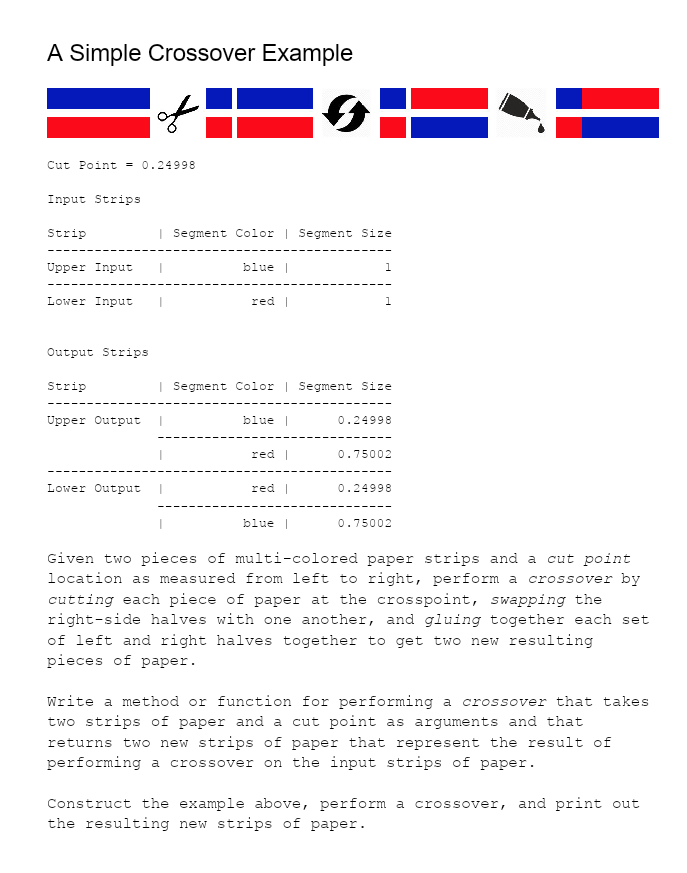 A Simple Crossover Example
Cut Point = 0.24998
Input Strips
Strip         | Segment Color | Segment Size
--------------------------------------------
Upper Input   |          blue |            1
--------------------------------------------
Lower Input   |           red |            1
Output Strips
Strip         | Segment Color | Segment Size
--------------------------------------------
Upper Output  |          blue |      0.24998
              ------------------------------
              |           red |      0.75002
--------------------------------------------
Lower Output  |           red |      0.24998
              ------------------------------
              |          blue |      0.75002
Given two pieces of multi-colored paper strips and a cut point
location as measured from left to right, perform a crossover by
cutting each piece of paper at the crosspoint, swapping the
right-side halves with one another, and gluing together each set
of left and right halves together to get two new resulting
pieces of paper.
Write a method or function for performing a crossover that takes
two strips of paper and a cut point as arguments and that
returns two new strips of paper that represent the result of
performing a crossover on the input strips of paper.
Construct the example above, perform a crossover, and print out
the resulting new strips of paper.